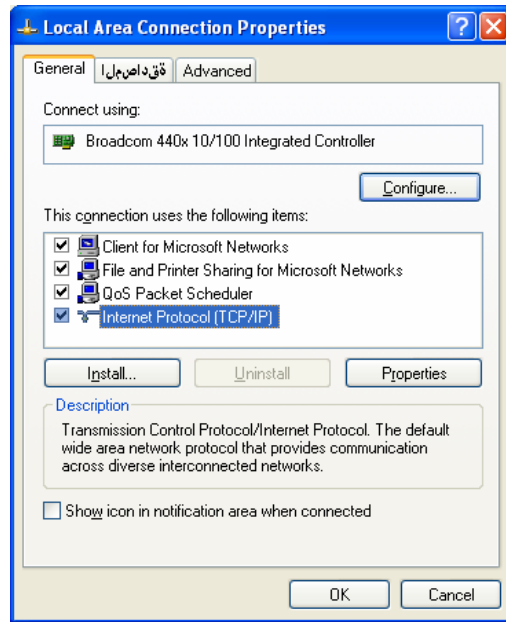 Local Area Connection Properties
General ةقداصملا Advanced
Connect using:
Broadcom 440x 10/100 Integrated Controller
Configure...
This connection uses the following items:
Client for Microsoft Networks
File and Printer Sharing for Microsoft Networks
QoS Packet Scheduler
Internet Protocol (TCP/IP)
Install... Uninstall Properties
Description
Transmission Control Protocol/Internet Protocol. The default
wide area network protocol that provides communication
across diverse interconnected networks.
Show icon in notification area when connected
OK Cancel